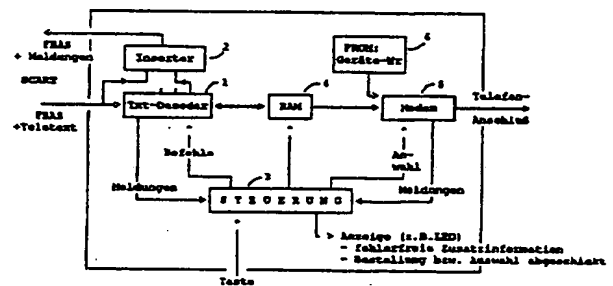 FBAS
+ Meldungen
Inserter
2
PROM:
Geräte-Nr
6
SCART
1
4
5
Telefon-
Anschluß
FBAS
+Teletext
Txt-Decoder
RAM
Modem
Befehle
An-
wahl
Meldungen
3
Meldungen
STEUERUNG
Anzeige (z.B.LED)
- fehlerfreie Zusatzinformation
- Bestellung bzw. Auswahl abgeschickt
Taste